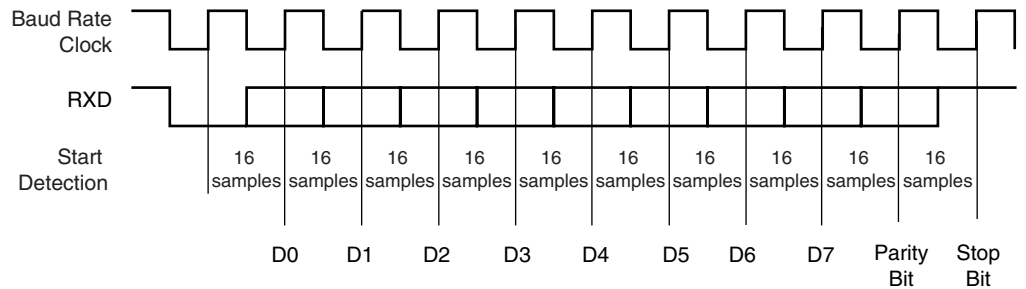 Baud Rate
Clock
RXD
Start
Detection
16 16 16 16 16 16 16 16 16 16
samples samples samples samples samples samples samples samples samples samples
D0 D1 D2 D3 D4 D5 D6 D7 Parity Stop
Bit Bit